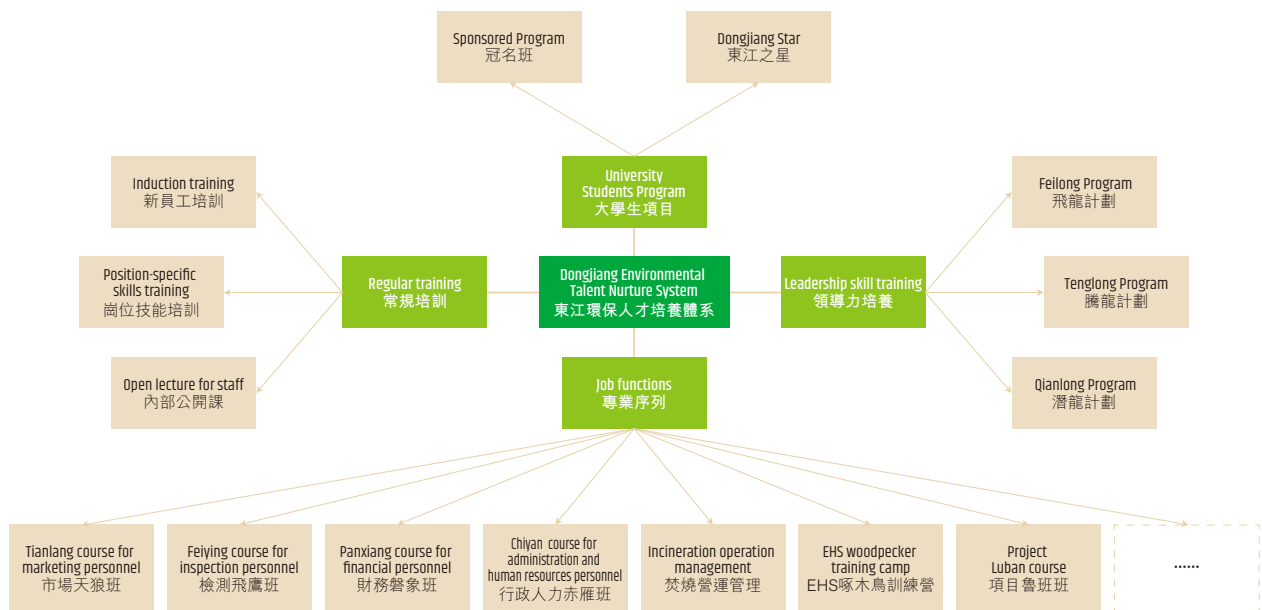 Sponsored Program
冠名班
Dongjiang Star
東江之星
University
Students Program
大學生項目
Induction training
新員工培訓
Feilong Program
飛龍計劃
Position-specific
skills training
崗位技能培訓
Regular training
常規培訓
Dongjiang Environmental
Talent Nurture System
東江環保人才培養體系
Leadership skill training
領導力培養
Tenglong Program
騰龍計劃
Open lecture for staff
內部公開課
Job functions
專業序列
Qianlong Program
潛龍計劃
Tianlang course for
marketing personnel
市場天狼班
Feiying course for
inspection personnel
檢測飛鷹班
Panxiang course for
financial personnel
財務磐象班
Chiyan course for
administration and
human resources personnel
行政人力赤雁班
Incineration operation
management
焚燒營運管理
EHS woodpecker
training camp
EHS啄木鳥訓練營
Project
Luban course
項目魯班班
......